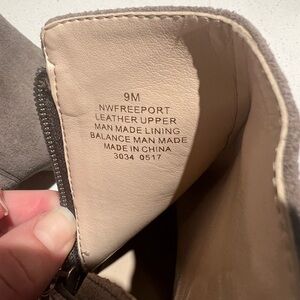 9M
NWFREEPORT
LEATHER UPPER
MAN MADE LINING
BALANCE MAN MADE
MADE IN CHINA
3034 0517